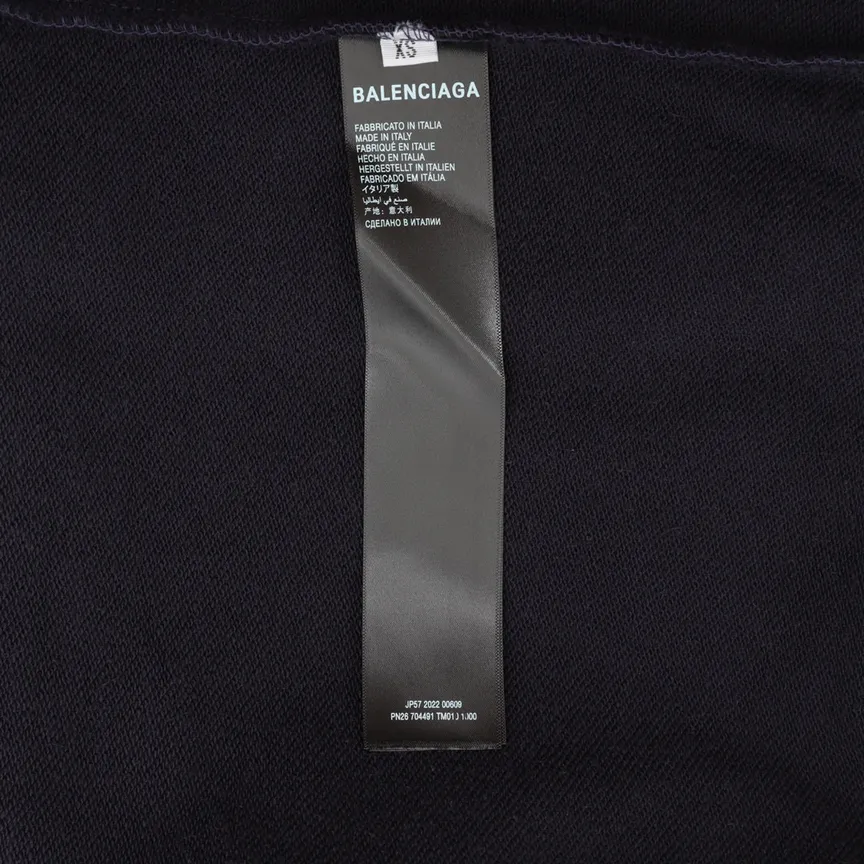 XS
BALENCIAGA
FABBRICATO IN ITALIA
MADE IN ITALY
FABRIQUÉ EN ITALIE
HECHO EN ITALIA
HERGESTELLT IN ITALIEN
FABRICADO EM ITÁLIA
イタリア製
صنع في ايطاليا
产地：意大利
СДЕЛАНО В ИТАЛИИ
JP57 2022 00609
PN26 704491